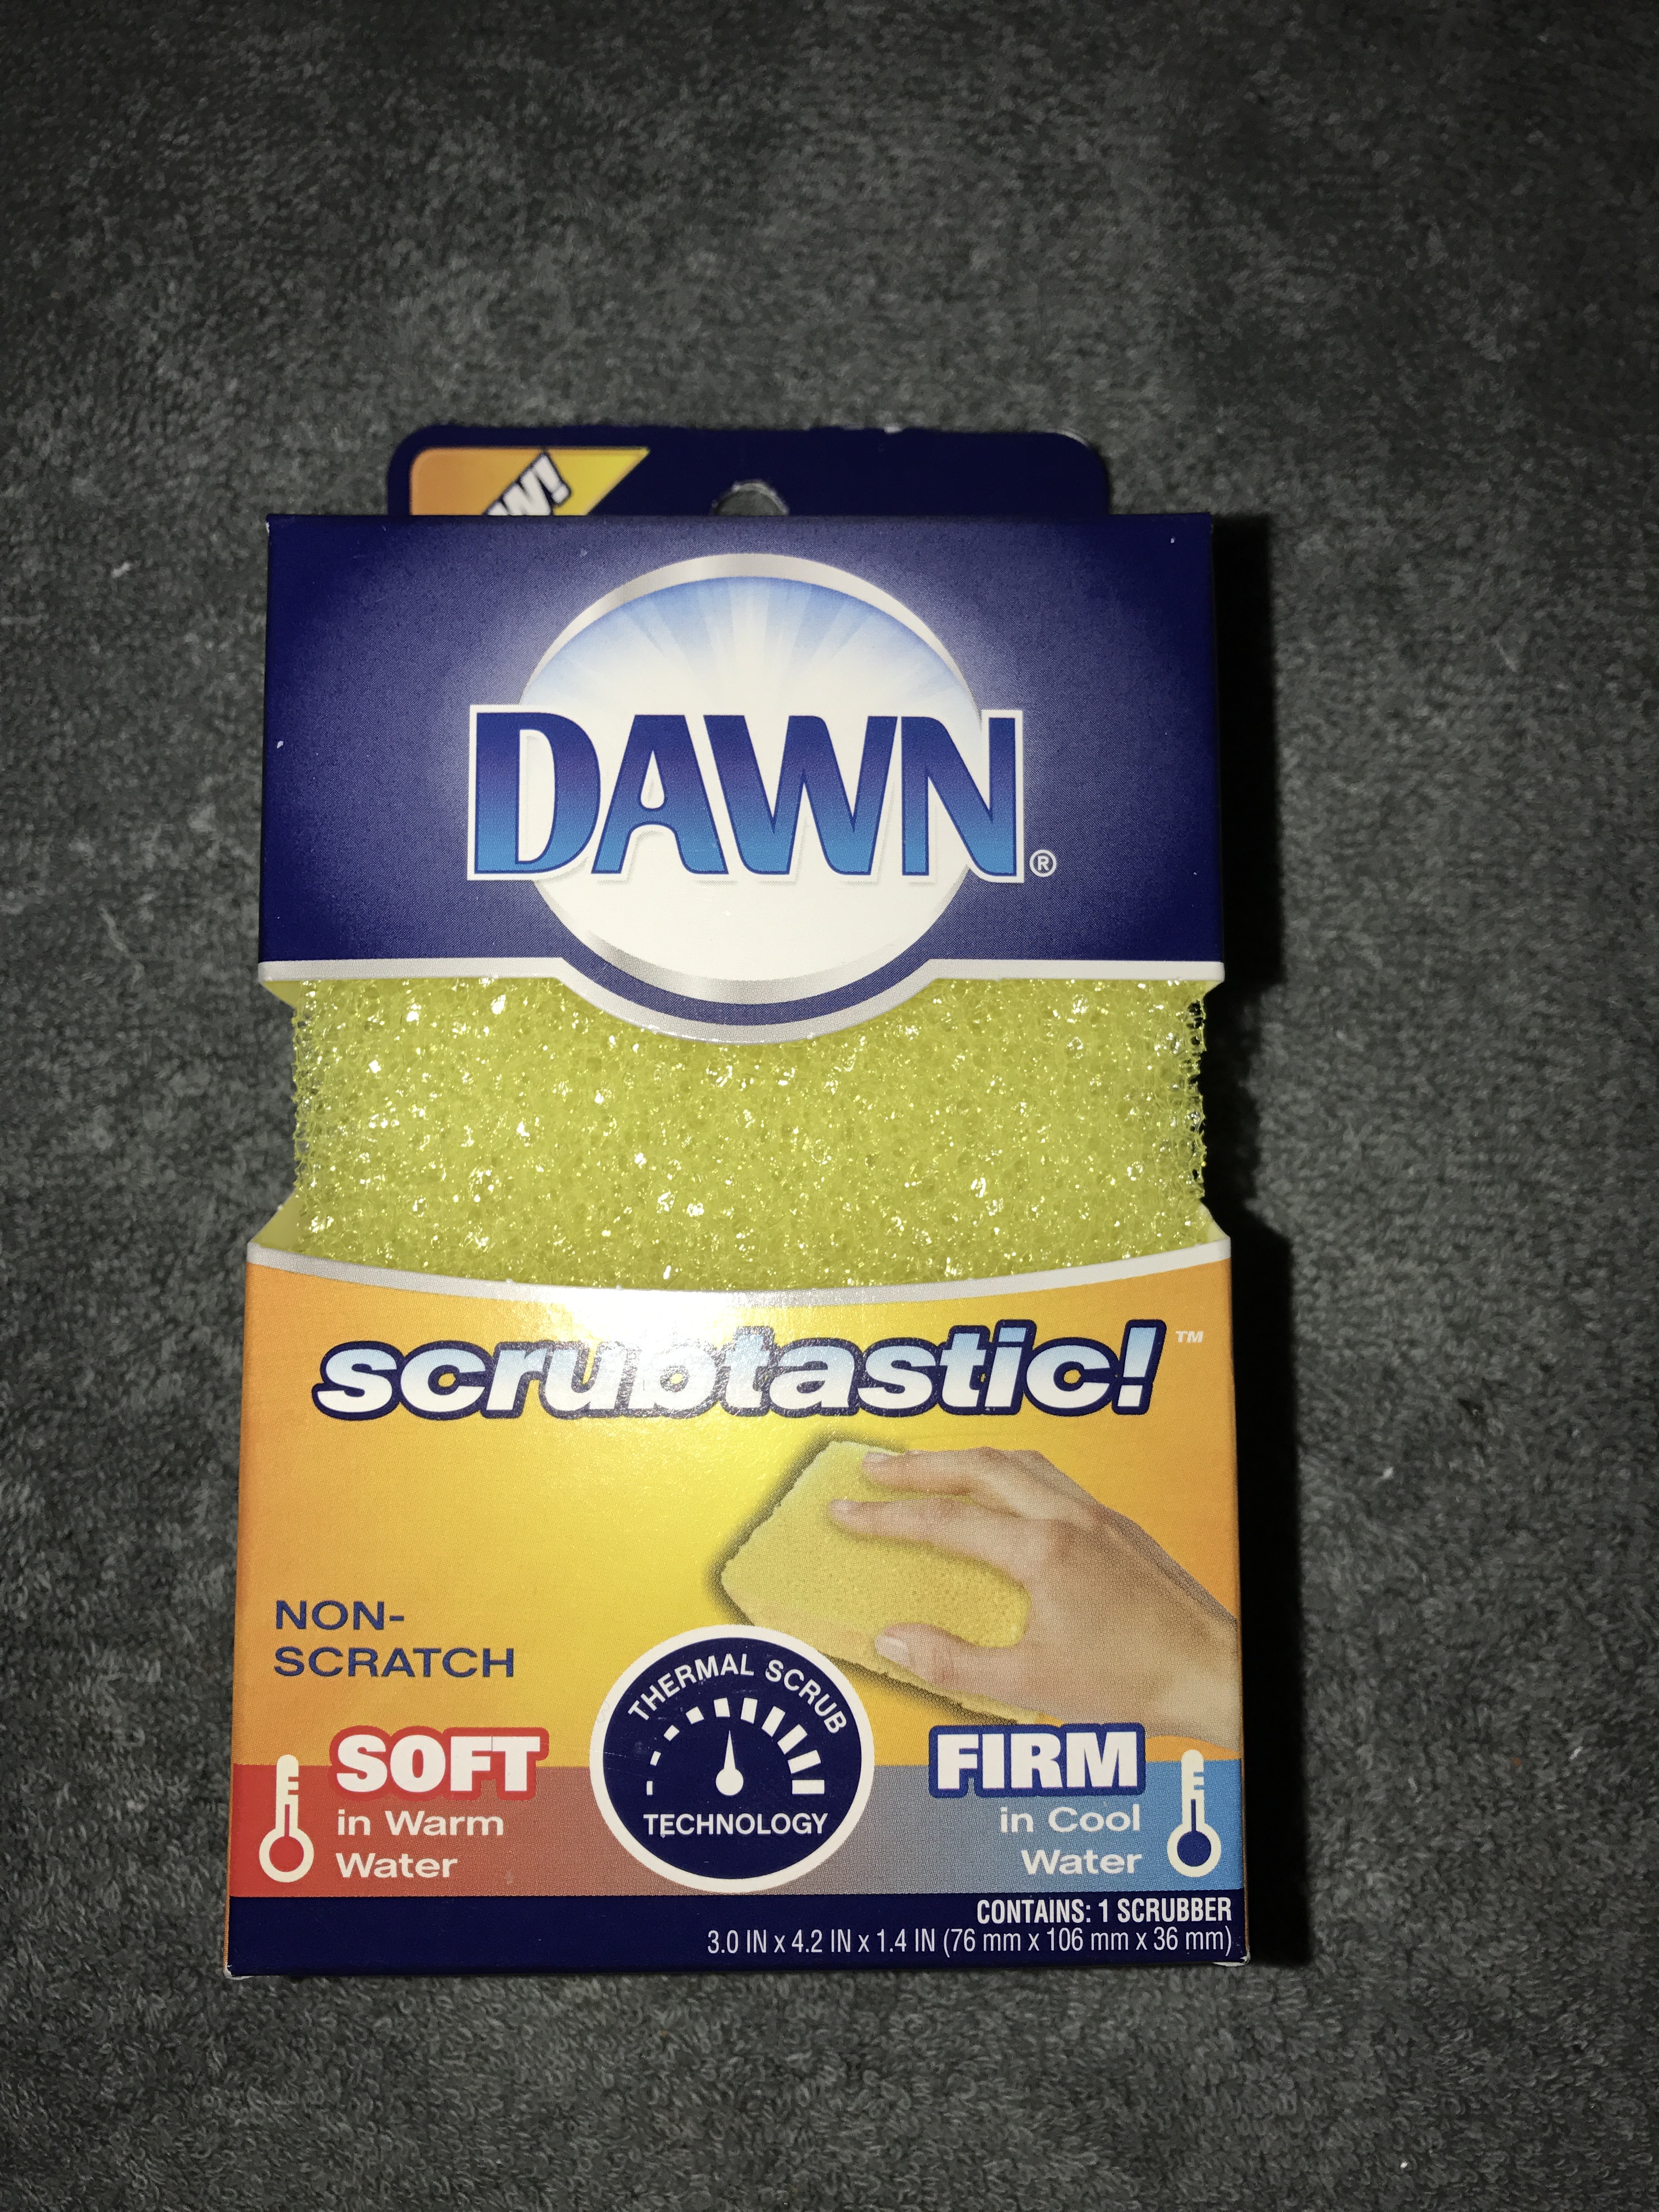 W!
DAWN®
scrubtastic!™
NON-
SCRATCH
THERMAL SCRUB
TECHNOLOGY
SOFT
in Warm
Water
FIRM
in Cool
Water
CONTAINS: 1 SCRUBBER
3.0 IN x 4.2 IN x 1.4 IN (76 mm x 106 mm x 36 mm)